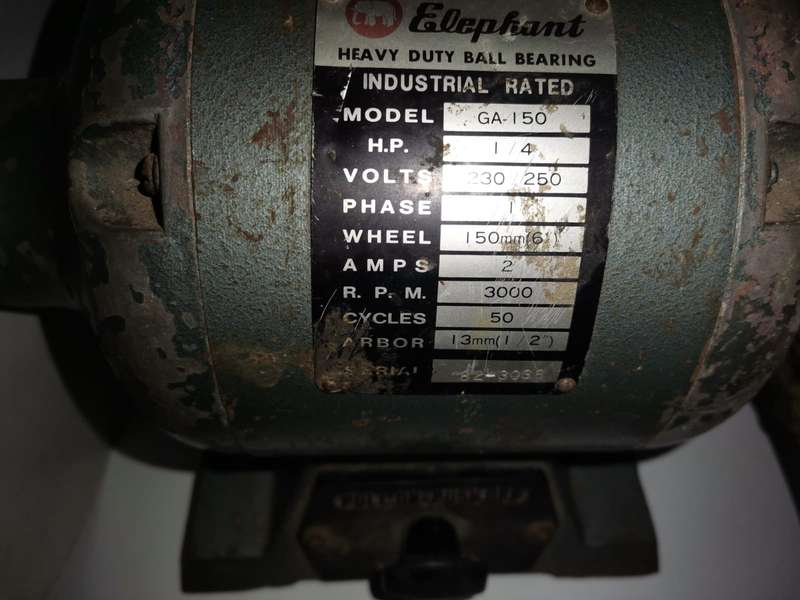 Elephant
HEAVY DUTY BALL BEARING
INDUSTRIAL RATED
MODEL GA-150
H.P. 1/4
VOLTS 230/250
PHASE 1
WHEEL 150mm(6")
AMPS 2
R.P.M. 3000
CYCLES 50
ARBOR 13mm(1/2")
SERIAL